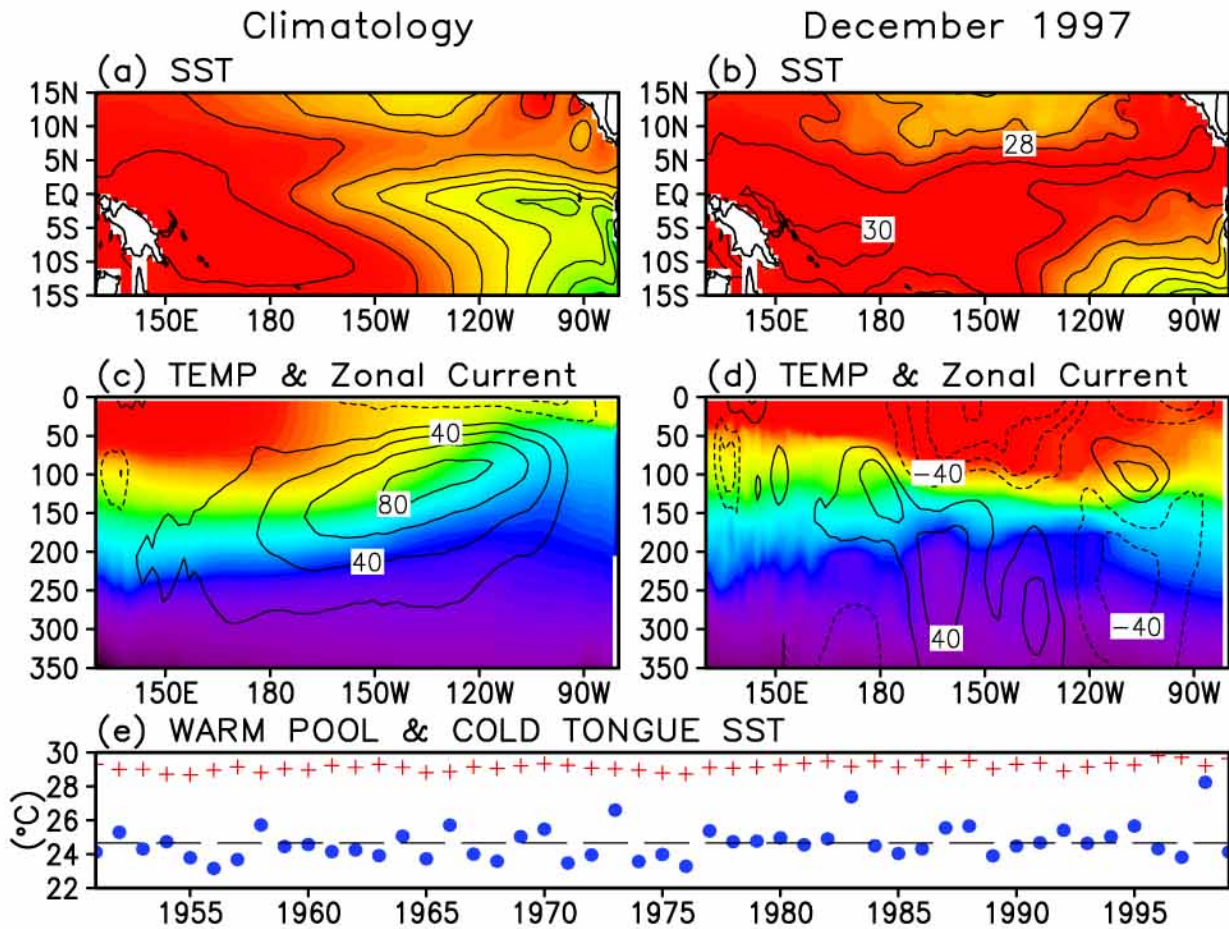 Climatology December 1997
(a) SST (b) SST
15N 15N
10N 10N
5N 5N
EQ EQ
5S 5S
10S 10S
15S 15S
28
30
150E 180 150W 120W 90W 150E 180 150W 120W 90W
(c) TEMP & Zonal Current (d) TEMP & Zonal Current
0 0
50 50
100 100
150 150
200 200
250 250
300 300
350 350
40
80
40
-40
40
-40
150E 180 150W 120W 90W 150E 180 150W 120W 90W
(e) WARM POOL & COLD TONGUE SST
(°C)
30
28
26
24
22
1955 1960 1965 1970 1975 1980 1985 1990 1995